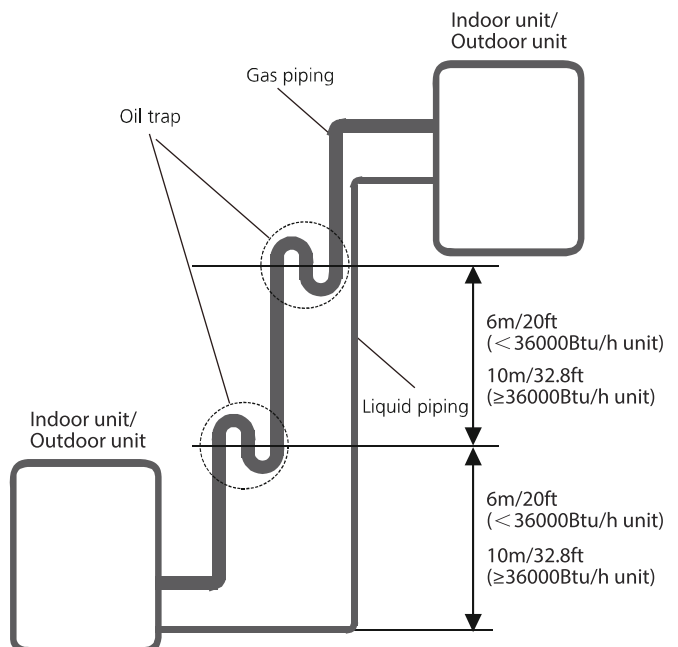 Indoor unit/
Outdoor unit
Gas piping
Oil trap
6m/20ft
(<36000Btu/h unit)
10m/32.8ft
(≥36000Btu/h unit)
Liquid piping
Indoor unit/
Outdoor unit
6m/20ft
(<36000Btu/h unit)
10m/32.8ft
(≥36000Btu/h unit)